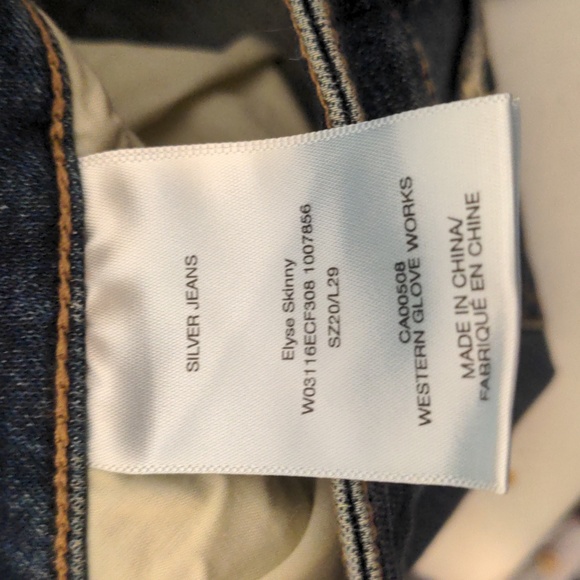 SILVER JEANS
Elyse Skinny
W03116ECF308 1007856
SZ20/L29
CA00508
WESTERN GLOVE WORKS
MADE IN CHINA/
FABRIQUÉ EN CHINE